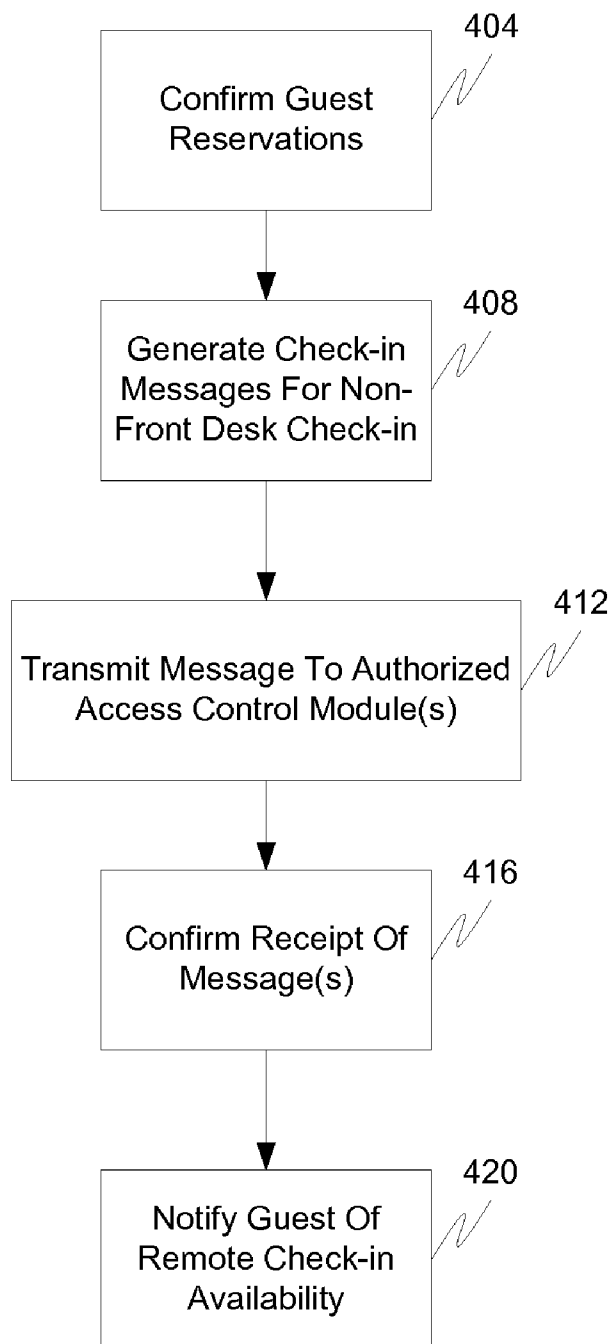 404
Confirm Guest
Reservations
408
Generate Check-in
Messages For Non-
Front Desk Check-in
412
Transmit Message To Authorized
Access Control Module(s)
416
Confirm Receipt Of
Message(s)
420
Notify Guest Of
Remote Check-in
Availability